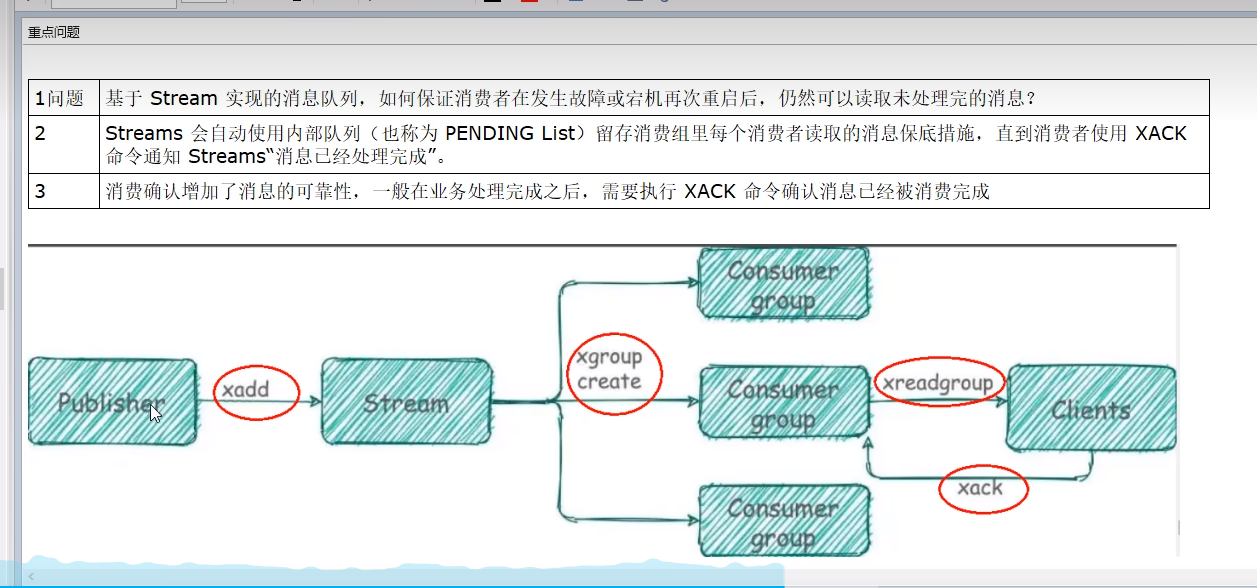 重点问题
1问题 基于 Stream 实现的消息队列，如何保证消费者在发生故障或宕机再次重启后，仍然可以读取未处理完的消息？
2 Streams 会自动使用内部队列（也称为 PENDING List）留存消费组里每个消费者读取的消息保底措施，直到消费者使用 XACK
命令通知 Streams“消息已经处理完成”。
3 消费确认增加了消息的可靠性，一般在业务处理完成之后，需要执行 XACK 命令确认消息已经被消费完成
Consumer
group
Publisher
xadd
Stream
xgroup
create
Consumer
group
xreadgroup
Clients
xack
Consumer
group